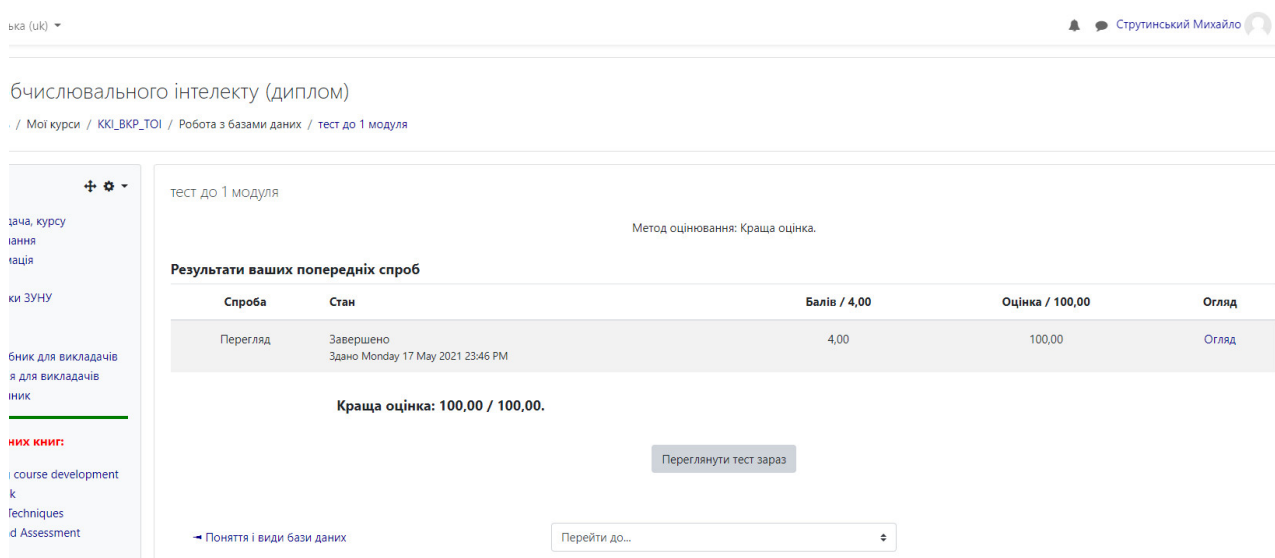 ька (uk)
Струтинський Михайло
бчислювального інтелекту (диплом)
/ Мої курси / KKI_BKP_TOI / Робота з базами даних / тест до 1 модуля
дача, курсу
ання
мація
ки ЗУНУ
бник для викладачів
я для викладачів
ник
них книг:
course development
k
Techniques
d Assessment
тест до 1 модуля
Метод оцінювання: Краща оцінка.
Результати ваших попередніх спроб
Спроба Стан Балів / 4,00 Оцінка / 100,00 Огляд
Перегляд Завершено 4,00 100,00 Огляд
Здано Monday 17 May 2021 23:46 PM
Краща оцінка: 100,00 / 100,00.
Переглянути тест зараз
◄ Поняття і види бази даних
Перейти до...